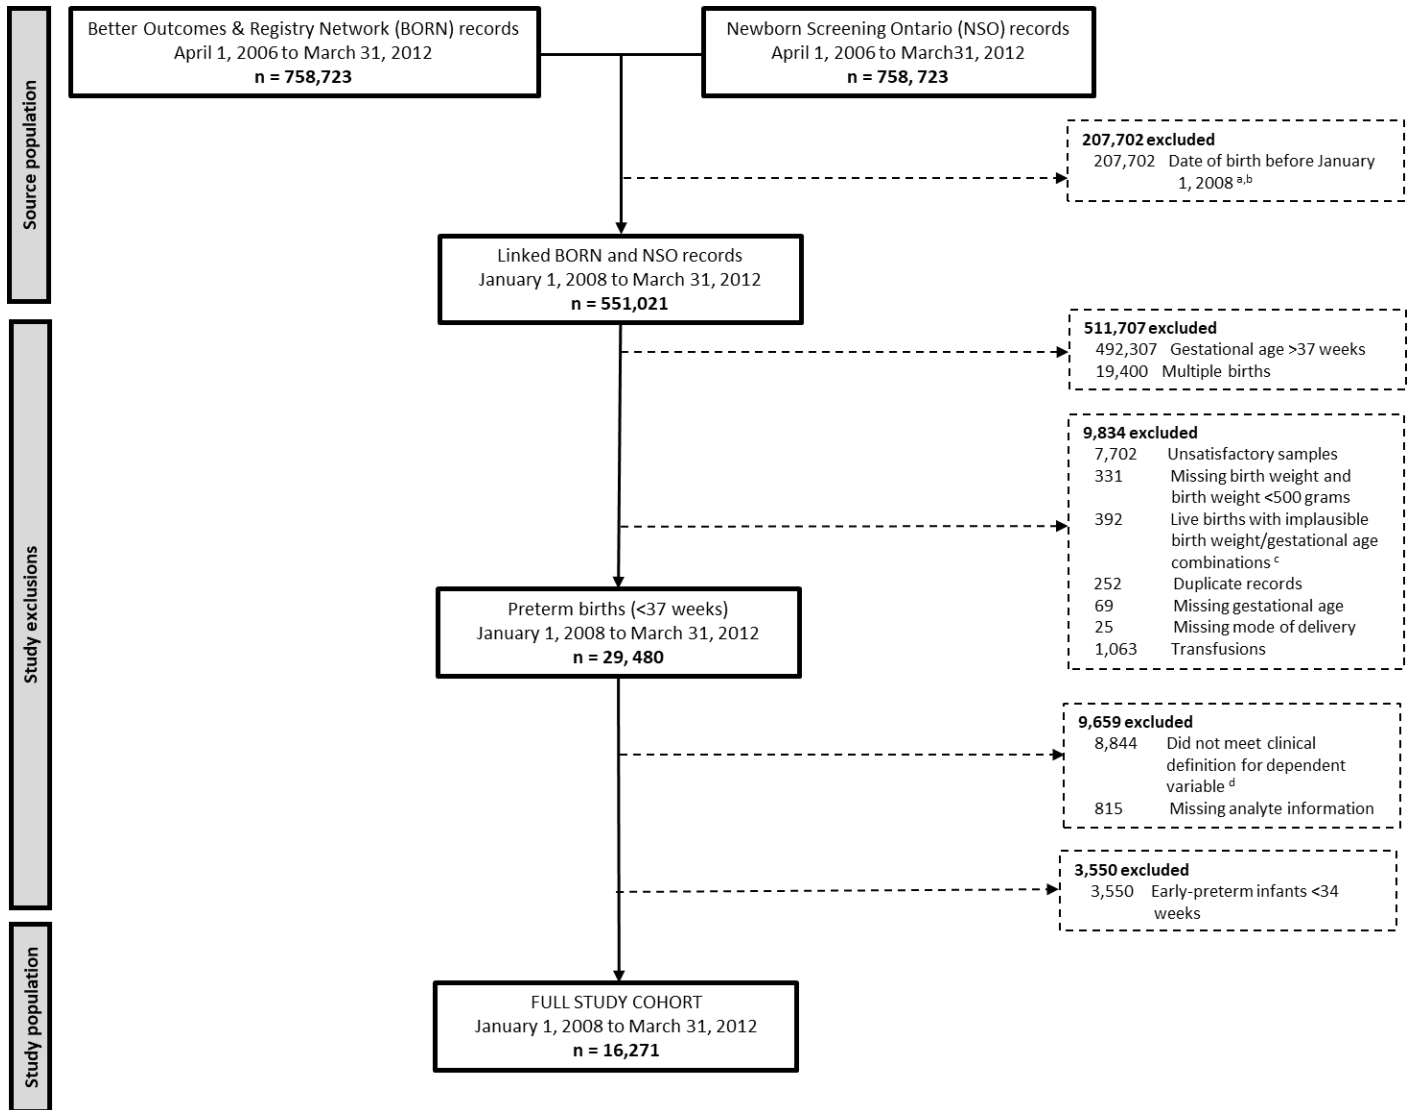 Better Outcomes & Registry Network (BORN) records
April 1, 2006 to March 31, 2012
n = 758,723
Newborn Screening Ontario (NSO) records
April 1, 2006 to March31, 2012
n = 758, 723
Source population
207,702 excluded
207,702 Date of birth before January
1, 2008 a,b
Linked BORN and NSO records
January 1, 2008 to March 31, 2012
n = 551,021
Study exclusions
511,707 excluded
492,307 Gestational age >37 weeks
19,400 Multiple births
9,834 excluded
7,702 Unsatisfactory samples
331 Missing birth weight and
birth weight <500 grams
392 Live births with implausible
birth weight/gestational age
combinations c
252 Duplicate records
69 Missing gestational age
25 Missing mode of delivery
1,063 Transfusions
Preterm births (<37 weeks)
January 1, 2008 to March 31, 2012
n = 29, 480
9,659 excluded
8,844 Did not meet clinical
definition for dependent
variable d
815 Missing analyte information
3,550 excluded
3,550 Early-preterm infants <34
weeks
Study population
FULL STUDY COHORT
January 1, 2008 to March 31, 2012
n = 16,271